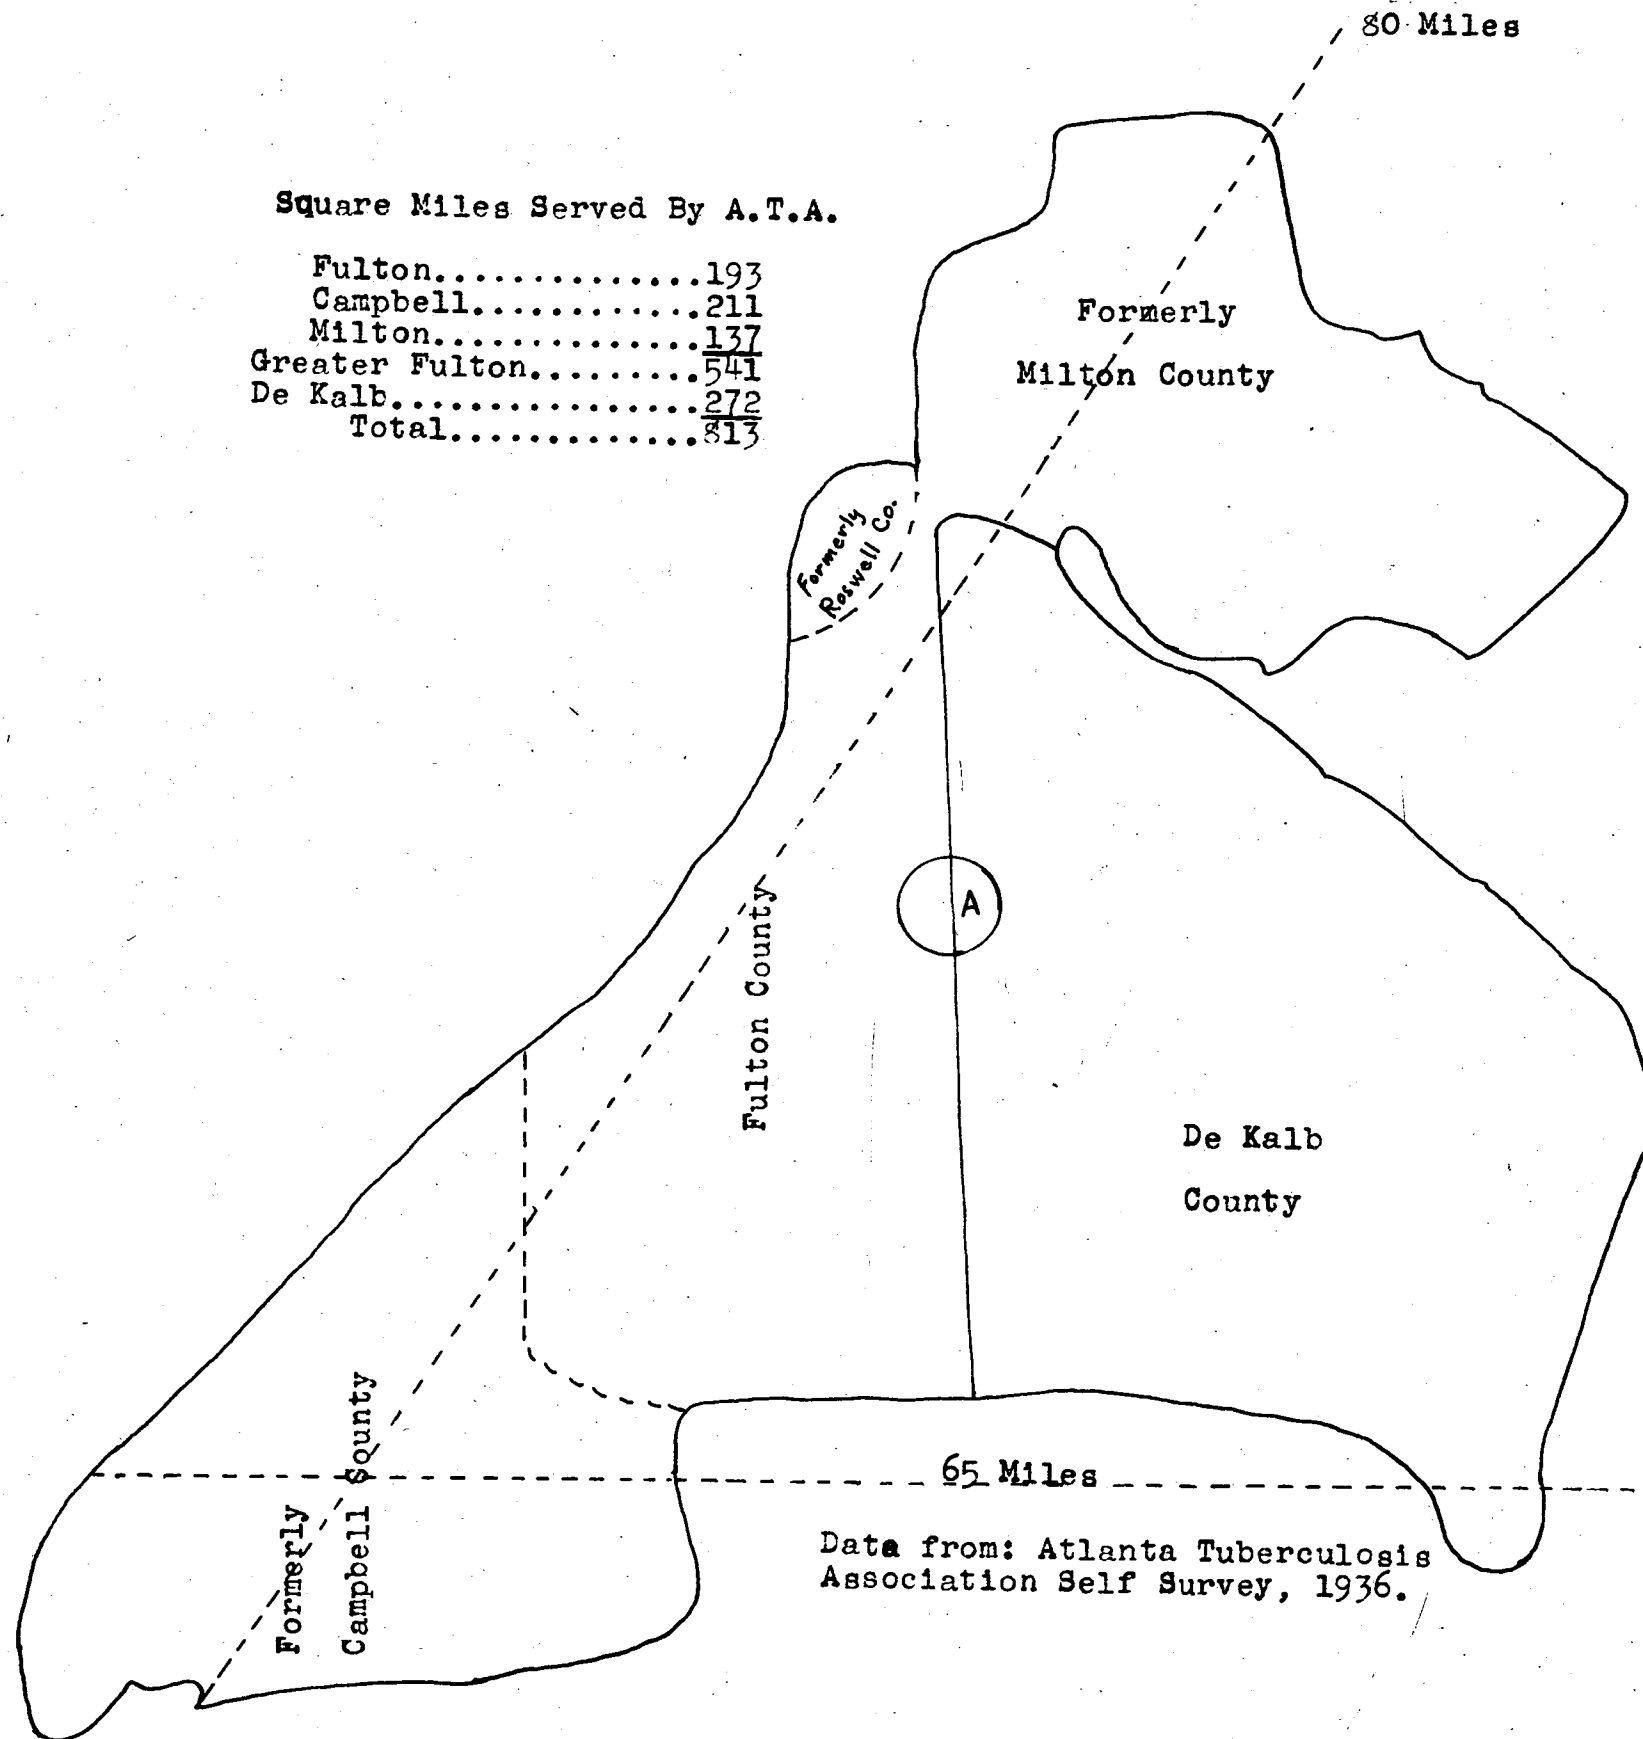 80 Miles
Square Miles Served By A.T.A.
Fulton..............193
Campbell............211
Milton..............137
Greater Fulton.........541
De Kalb................272
Total.............813
Formerly
Milton County
Formerly
Roswell Co.
Fulton County
A
De Kalb
County
Formerly
Campbell County
65 Miles
Data from: Atlanta Tuberculosis
Association Self Survey, 1936.